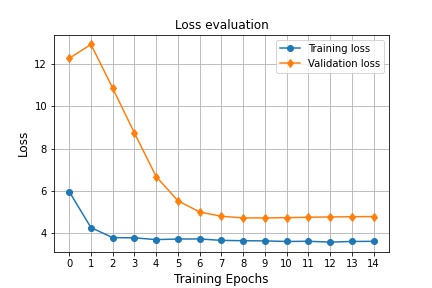 Loss evaluation
Training loss
Validation loss
Loss
12
10
8
6
4
0 1 2 3 4 5 6 7 8 9 10 11 12 13 14
Training Epochs